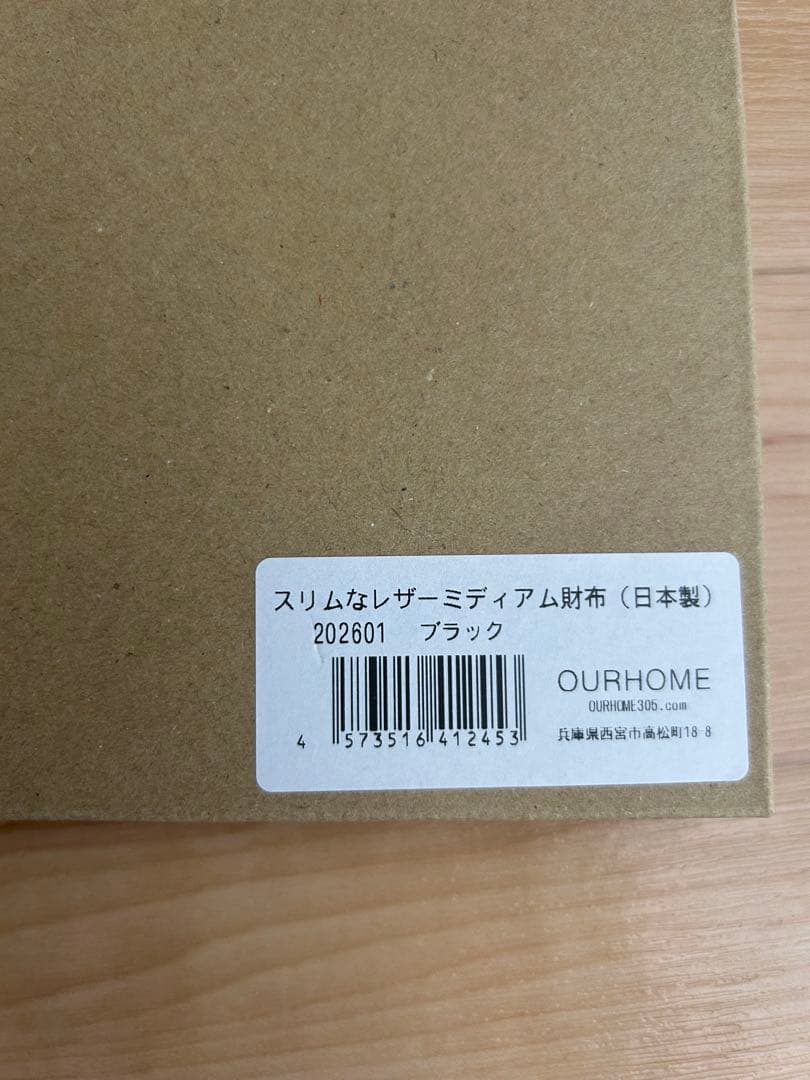 スリムなレザーミディアム財布（日本製）
202601 ブラック
OURHOME
OURHOME305.com
兵庫県西宮市高松町18-8
4 573516 412453